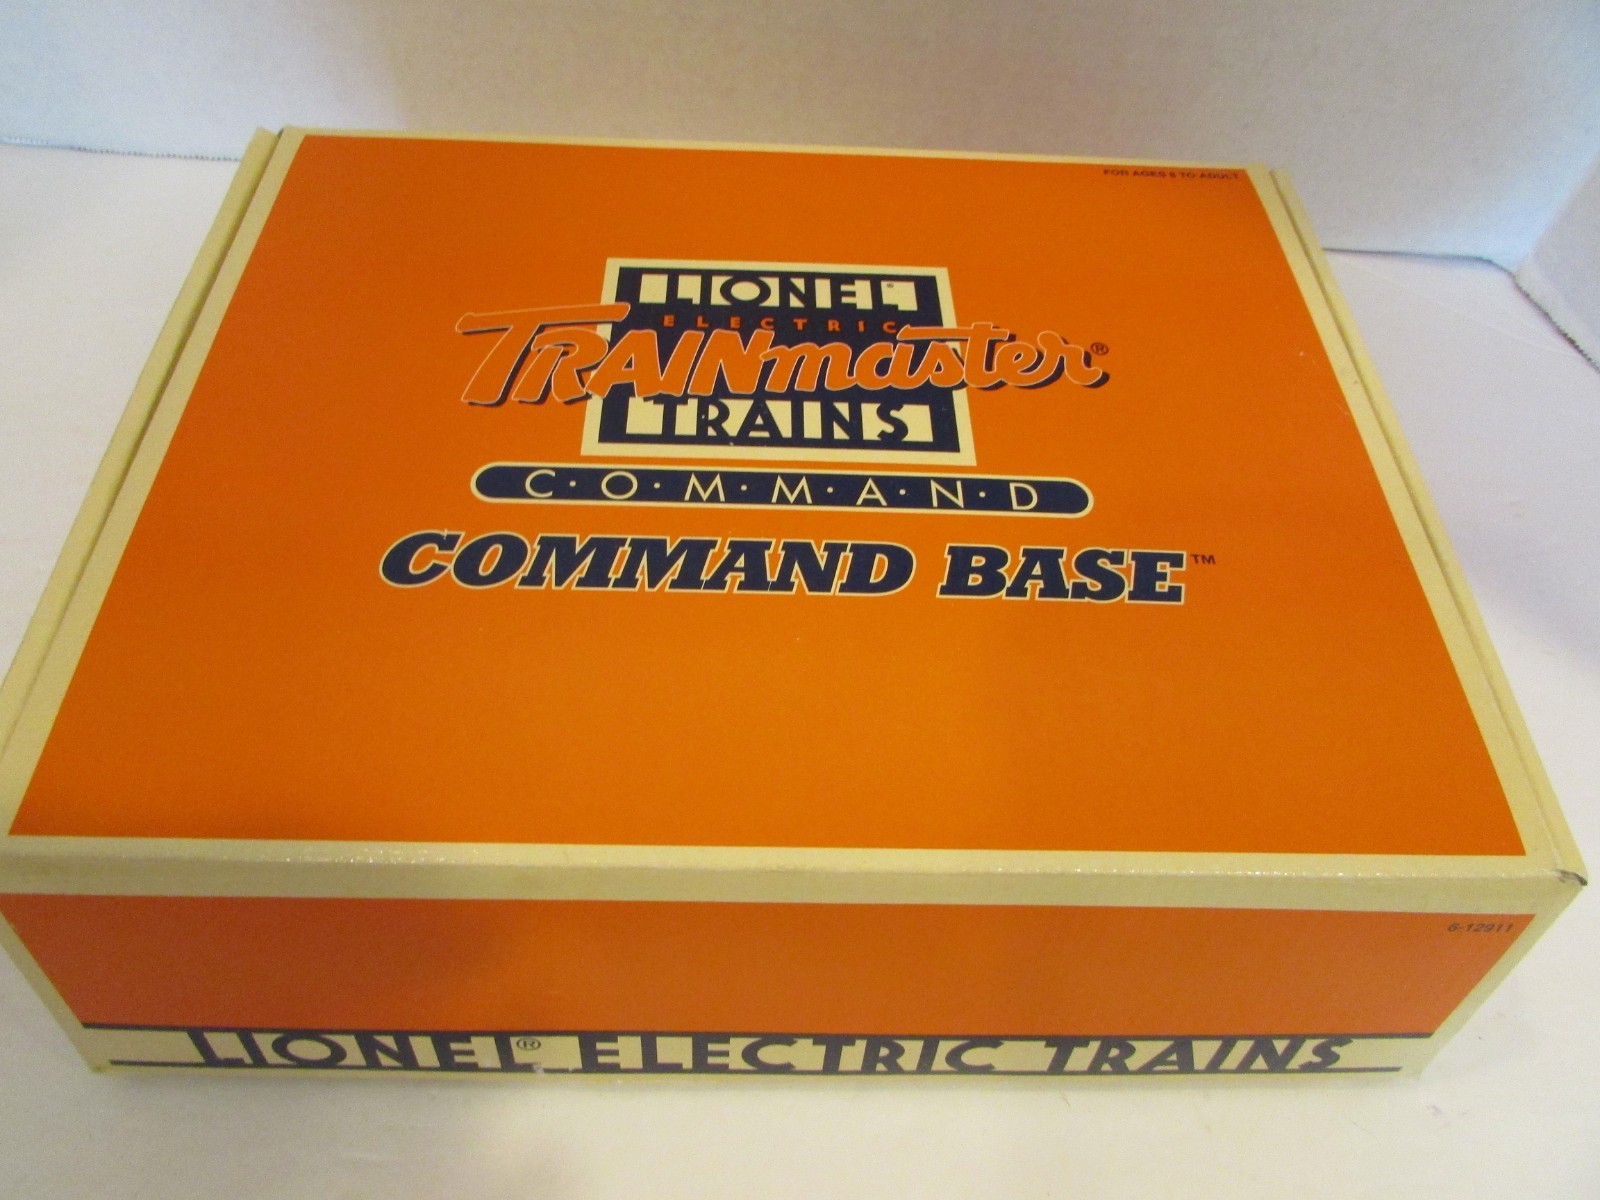 FOR AGES 8 TO ADULT
LIONEL®
ELECTRIC
TRAINmaster®
TRAINS
C·O·M·M·A·N·D
COMMAND BASE™
6-12911
LIONEL® ELECTRIC TRAINS